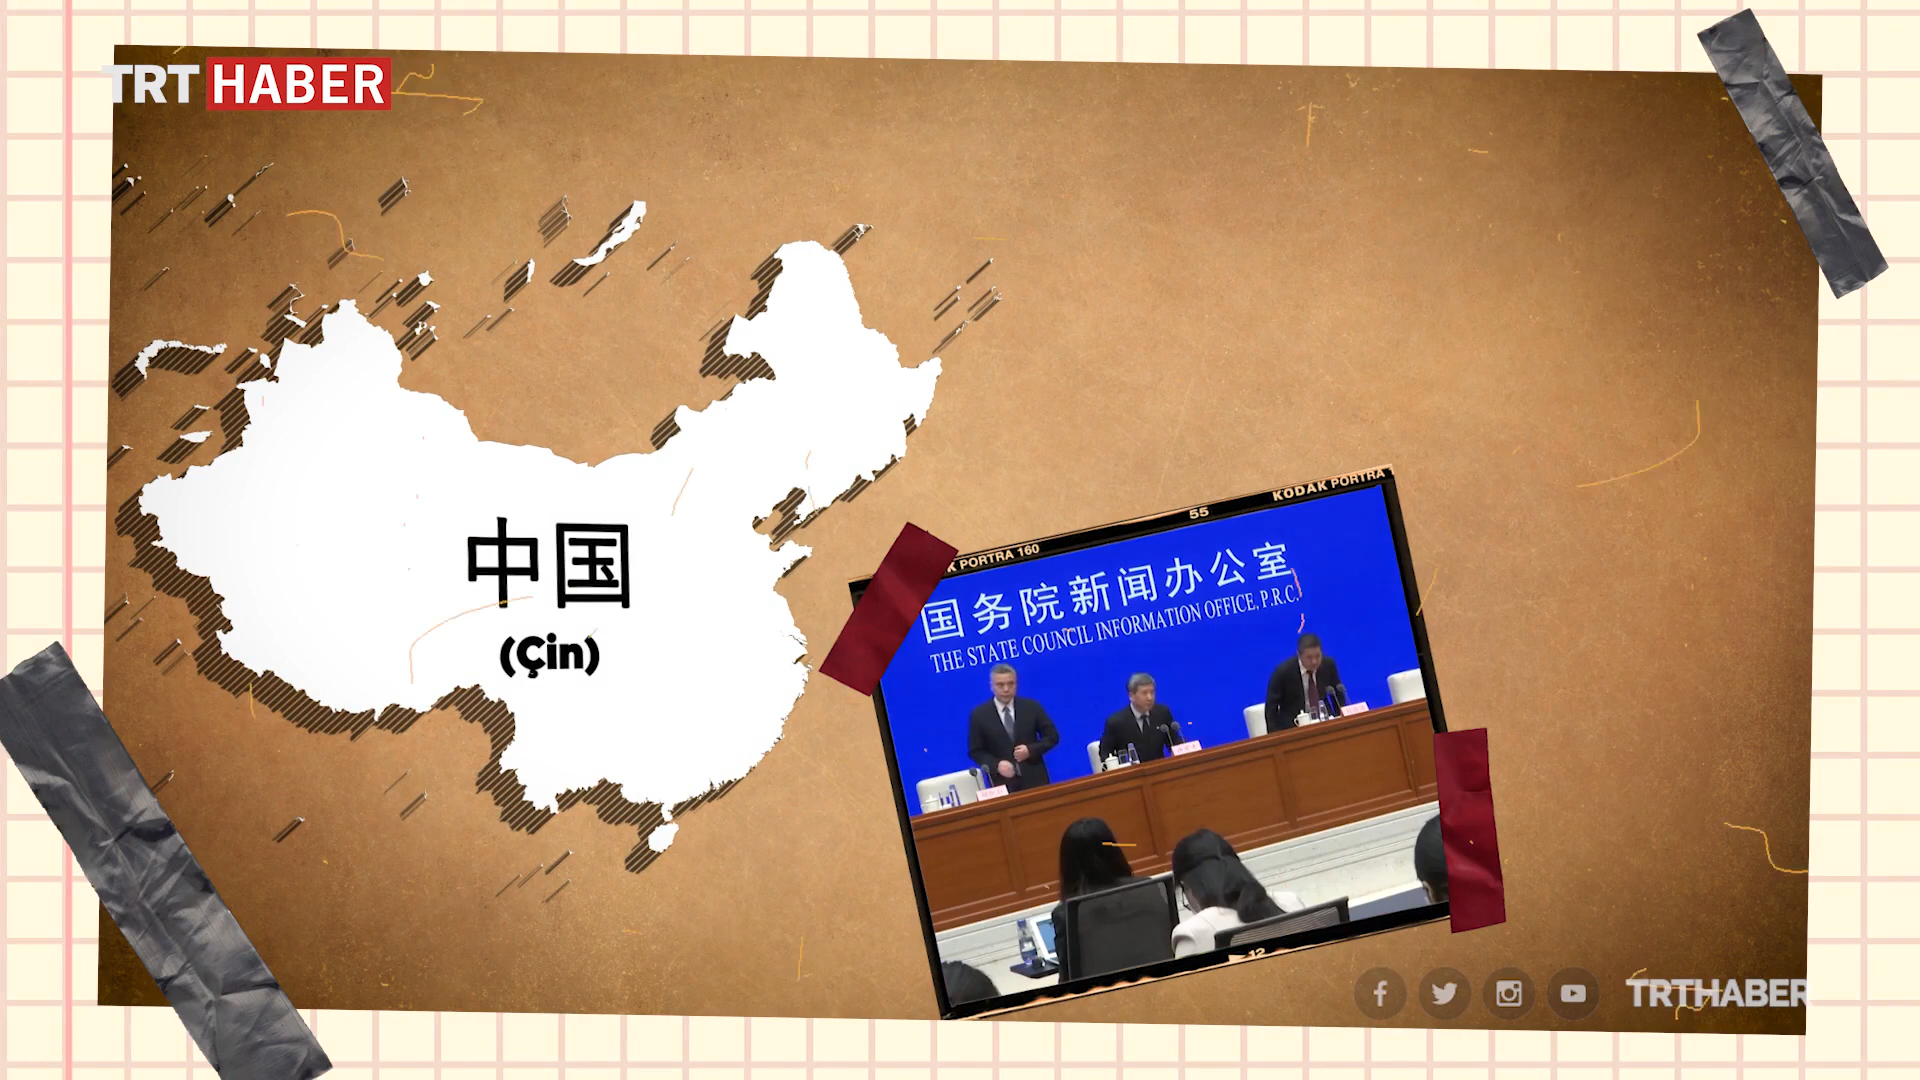 TRT HABER
中国
(Çin)
KODAK PORTRA
55
K PORTRA 160
国务院新闻办公室
THE STATE COUNCIL INFORMATION OFFICE, P.R.C.
12
TRTHABER